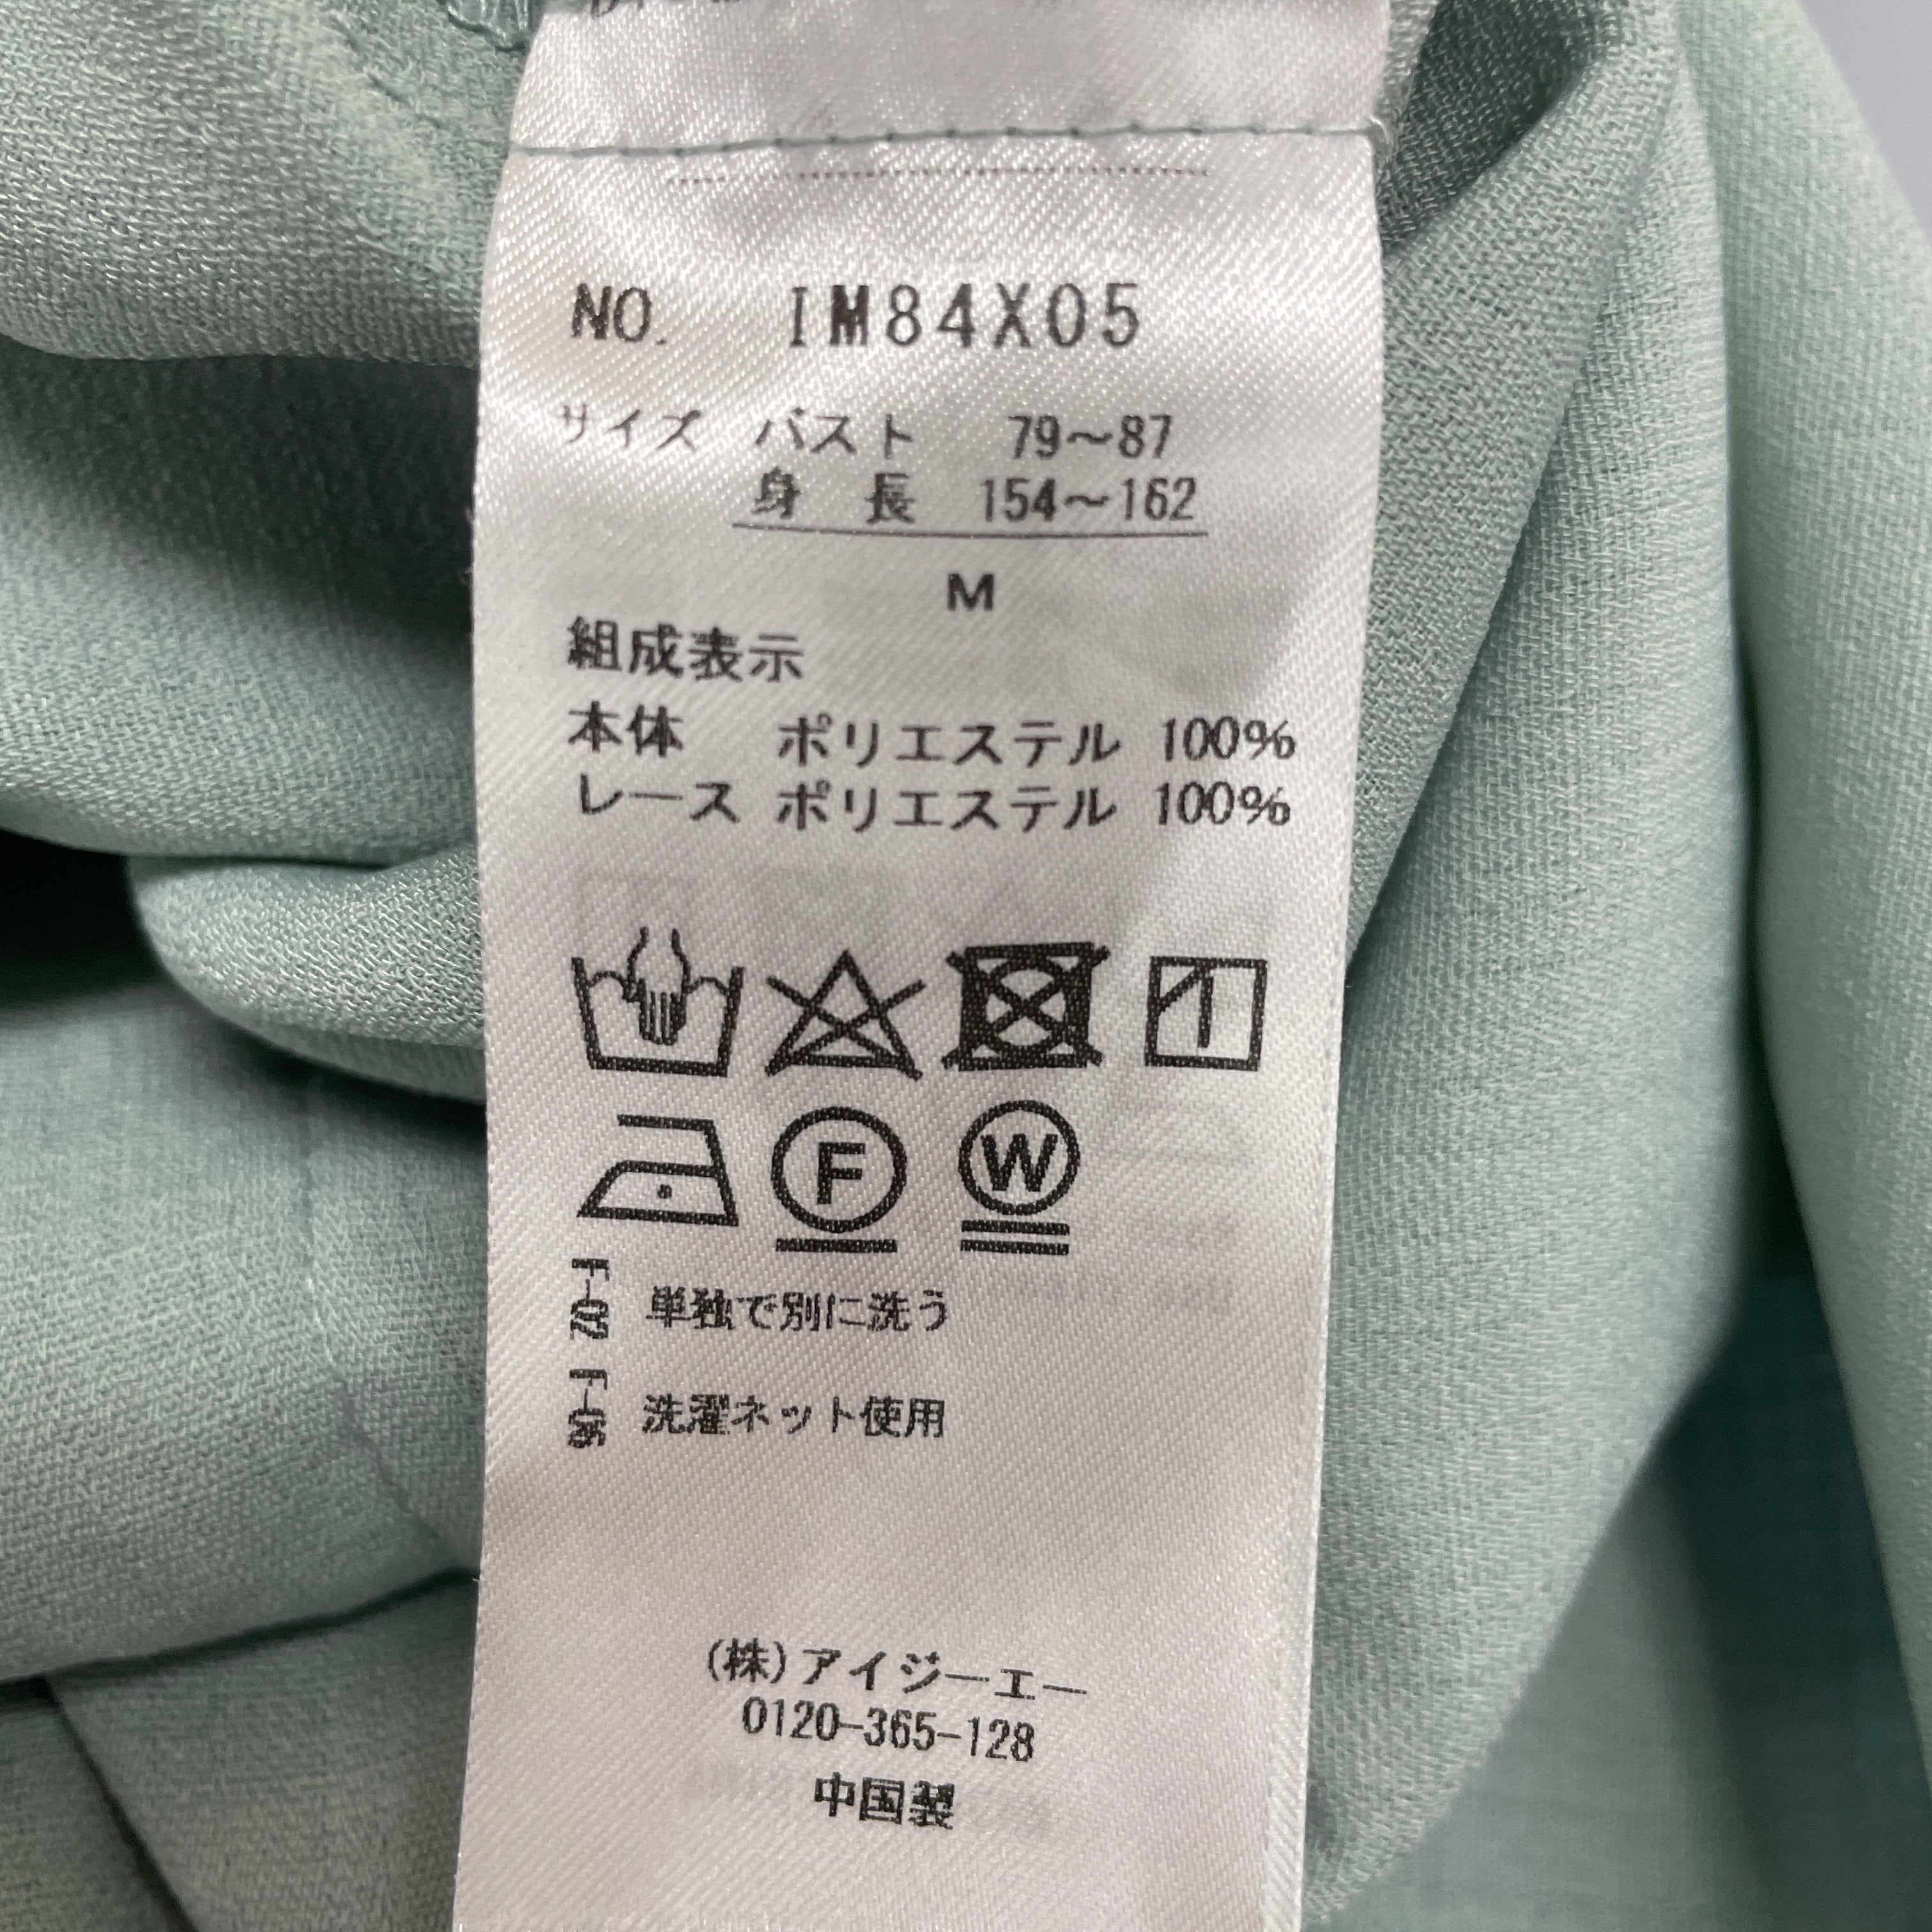 NO. IM84X05
サイズ バスト 79～87
身 長 154～162
M
組成表示
本体 ポリエステル 100%
レース ポリエステル 100%
F
W
F-02 単独で別に洗う
F-06 洗濯ネット使用
(株)アイジーエー
0120-365-128
中国製